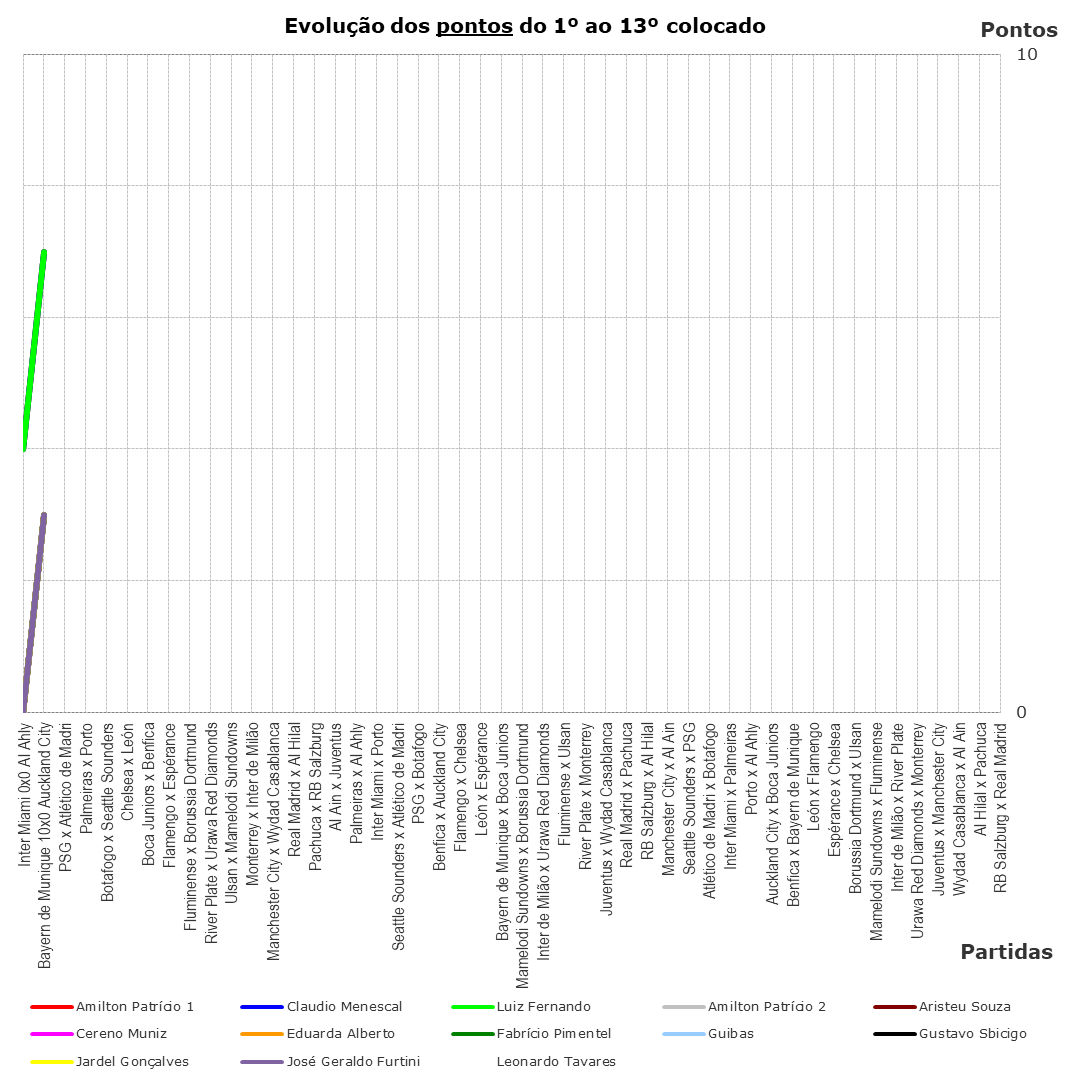 Evolução dos pontos do 1º ao 13º colocado
Pontos
10
0
Inter Miami 0x0 Al Ahly
Bayern de Munique 10x0 Auckland City
PSG x Atlético de Madri
Palmeiras x Porto
Botafogo x Seattle Sounders
Chelsea x León
Boca Juniors x Benfica
Flamengo x Espérance
Fluminense x Borussia Dortmund
River Plate x Urawa Red Diamonds
Ulsan x Mamelodi Sundowns
Monterrey x Inter de Milão
Manchester City x Wydad Casablanca
Real Madrid x Al Hilal
Pachuca x RB Salzburg
Al Ain x Juventus
Palmeiras x Al Ahly
Inter Miami x Porto
Seattle Sounders x Atlético de Madri
PSG x Botafogo
Benfica x Auckland City
Flamengo x Chelsea
León x Espérance
Bayern de Munique x Boca Juniors
Mamelodi Sundowns x Borussia Dortmund
Inter de Milão x Urawa Red Diamonds
Fluminense x Ulsan
River Plate x Monterrey
Juventus x Wydad Casablanca
Real Madrid x Pachuca
RB Salzburg x Al Hilal
Manchester City x Al Ain
Seattle Sounders x PSG
Atlético de Madri x Botafogo
Inter Miami x Palmeiras
Porto x Al Ahly
Auckland City x Boca Juniors
Benfica x Bayern de Munique
León x Flamengo
Espérance x Chelsea
Borussia Dortmund x Ulsan
Mamelodi Sundowns x Fluminense
Inter de Milão x River Plate
Urawa Red Diamonds x Monterrey
Juventus x Manchester City
Wydad Casablanca x Al Ain
Al Hilal x Pachuca
RB Salzburg x Real Madrid
Partidas
Amilton Patrício 1 Claudio Menescal Luiz Fernando Amilton Patrício 2 Aristeu Souza
Cereno Muniz Eduarda Alberto Fabrício Pimentel Guibas Gustavo Sbicigo
Jardel Gonçalves José Geraldo Furtini Leonardo Tavares